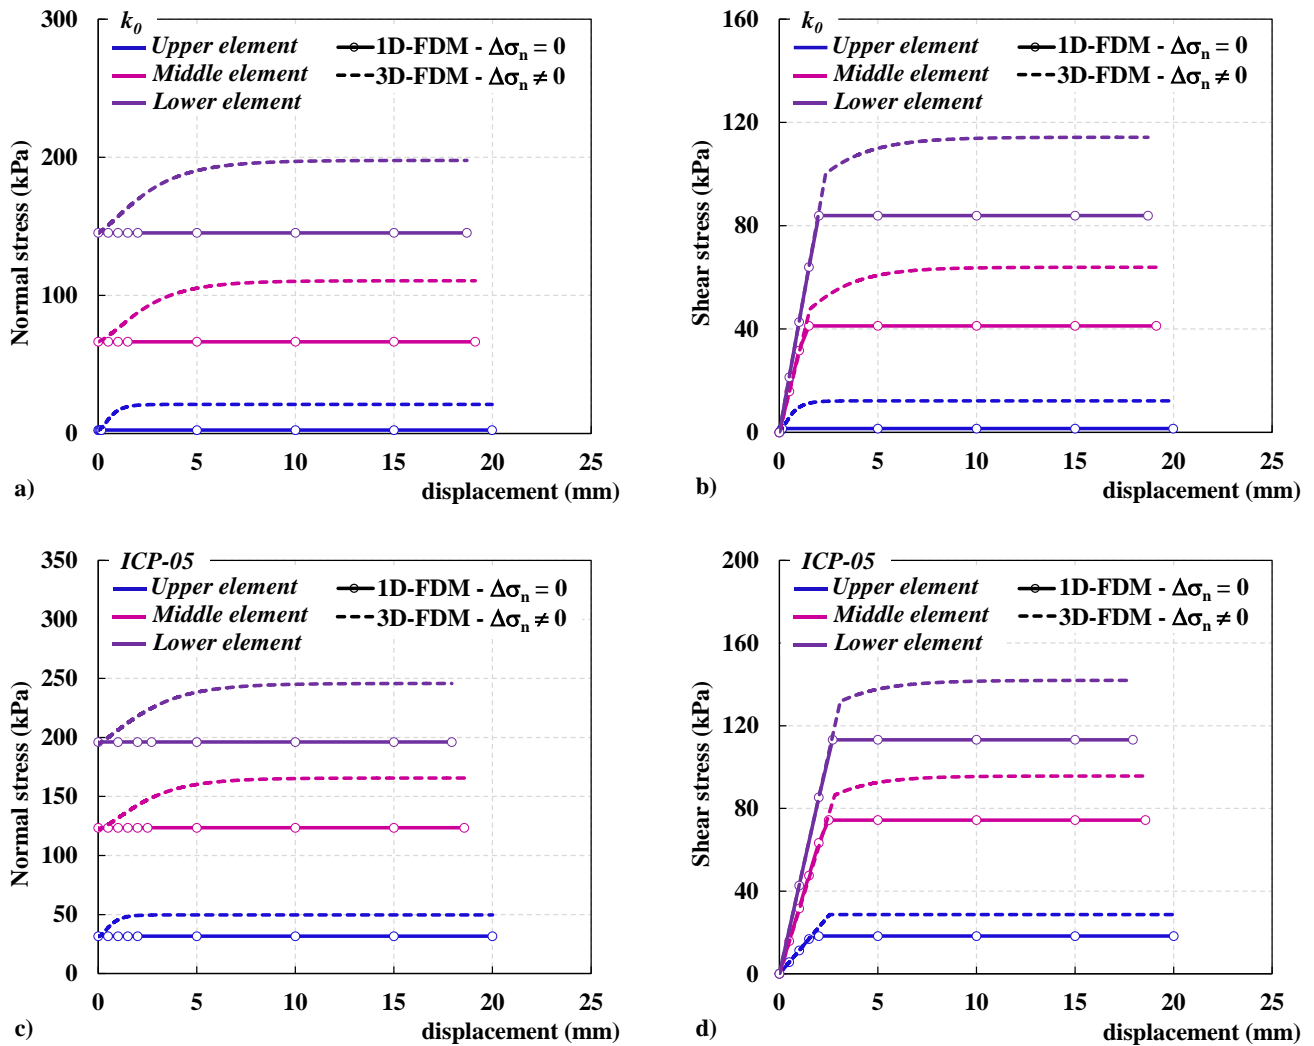 300
k₀
Upper element
Middle element
Lower element
1D-FDM - Δσₙ = 0
3D-FDM - Δσₙ ≠ 0
Normal stress (kPa)
200
100
0
0 5 10 15 20 25
a)
displacement (mm)
160
k₀
Upper element
Middle element
Lower element
1D-FDM - Δσₙ = 0
3D-FDM - Δσₙ ≠ 0
Shear stress (kPa)
120
80
40
0
0 5 10 15 20 25
b)
displacement (mm)
350
ICP-05
Upper element
Middle element
Lower element
1D-FDM - Δσₙ = 0
3D-FDM - Δσₙ ≠ 0
Normal stress (kPa)
300
250
200
150
100
50
0
0 5 10 15 20 25
c)
displacement (mm)
200
ICP-05
Upper element
Middle element
Lower element
1D-FDM - Δσₙ = 0
3D-FDM - Δσₙ ≠ 0
Shear stress (kPa)
160
120
80
40
0
0 5 10 15 20 25
d)
displacement (mm)